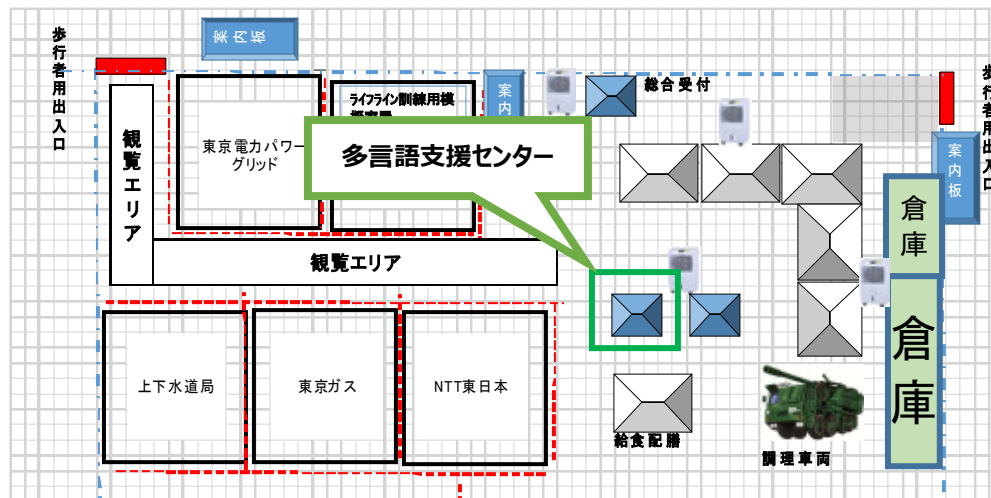 歩行者用出入口
案内板
ライフライン訓練用模
東京電力パワー
グリッド
観覧エリア
案内
総合受付
歩行者用出入口
案内板
多言語支援センター
観覧エリア
倉庫
倉庫
上下水道局
東京ガス
NTT東日本
給食配膳
調理車両